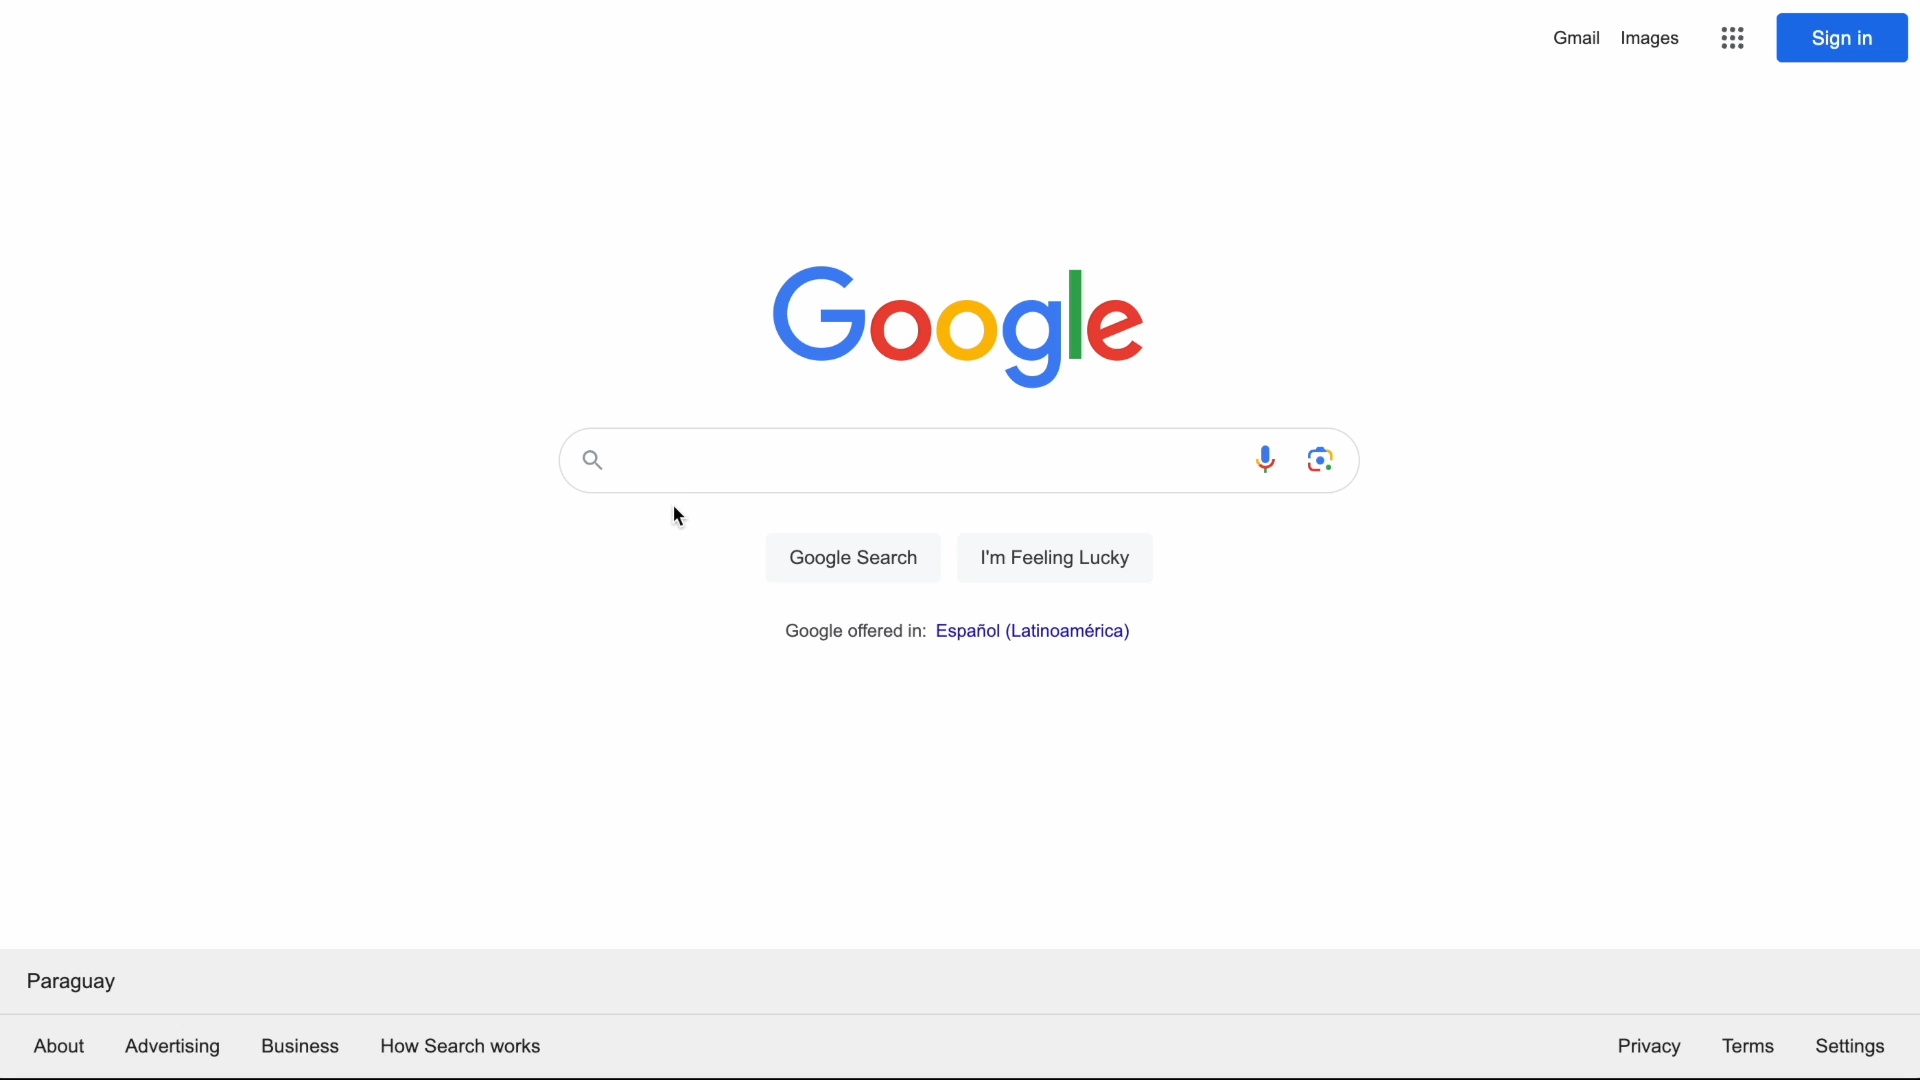 Gmail Images Sign in
Google
Google Search I'm Feeling Lucky
Google offered in: Español (Latinoamérica)
Paraguay
About Advertising Business How Search works Privacy Terms Settings